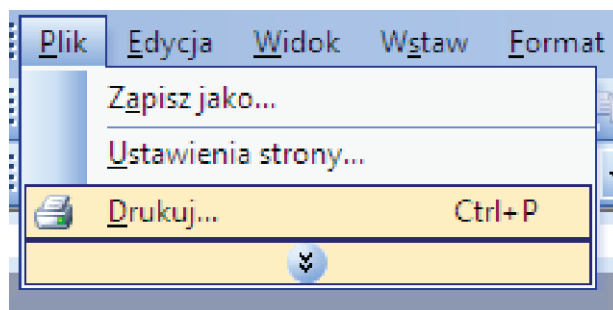 Plik Edycja Widok Wstaw Format
Zapisz jako...
Ustawienia strony...
Drukuj... Ctrl+P